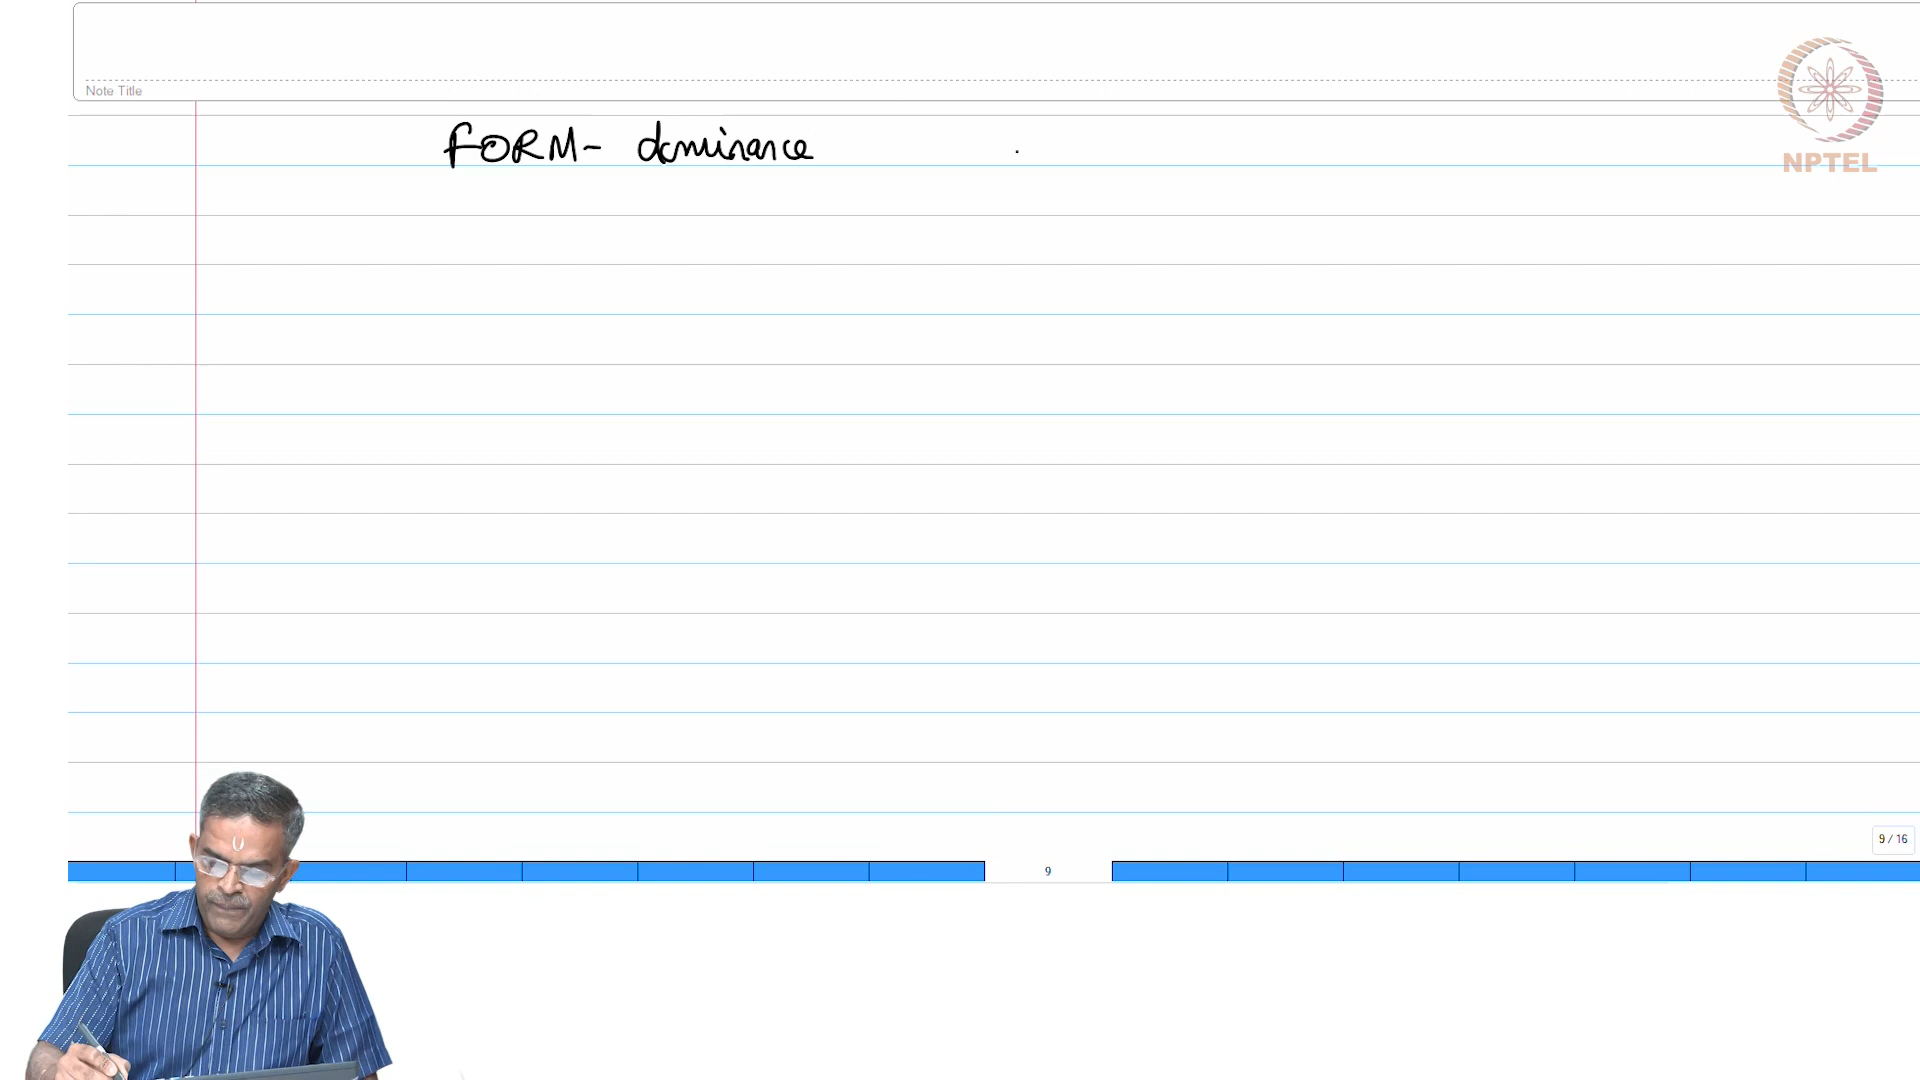 Note Title
FORM- dominance
NPTEL
9 / 16
9